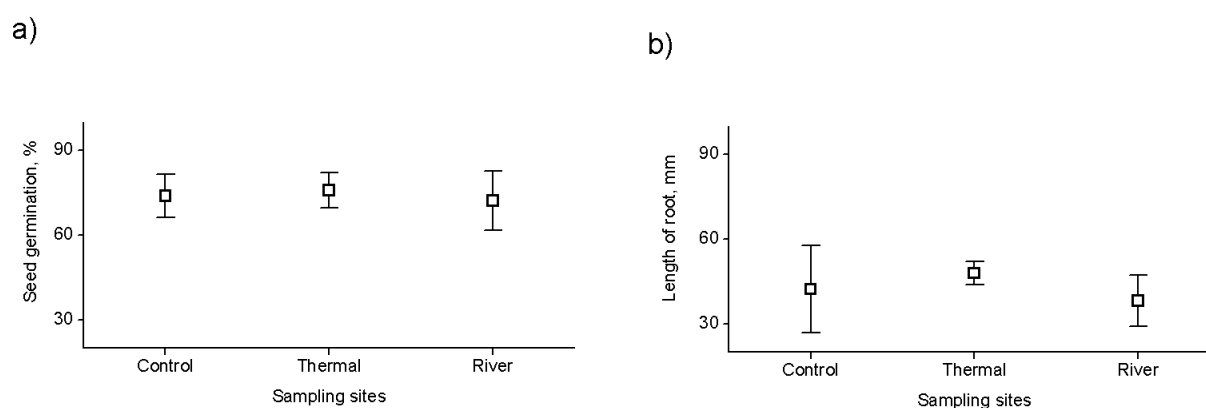 a)
Seed germination, %
90
60
30
Control Thermal River
Sampling sites
b)
Length of root, mm
90
60
30
Control Thermal River
Sampling sites